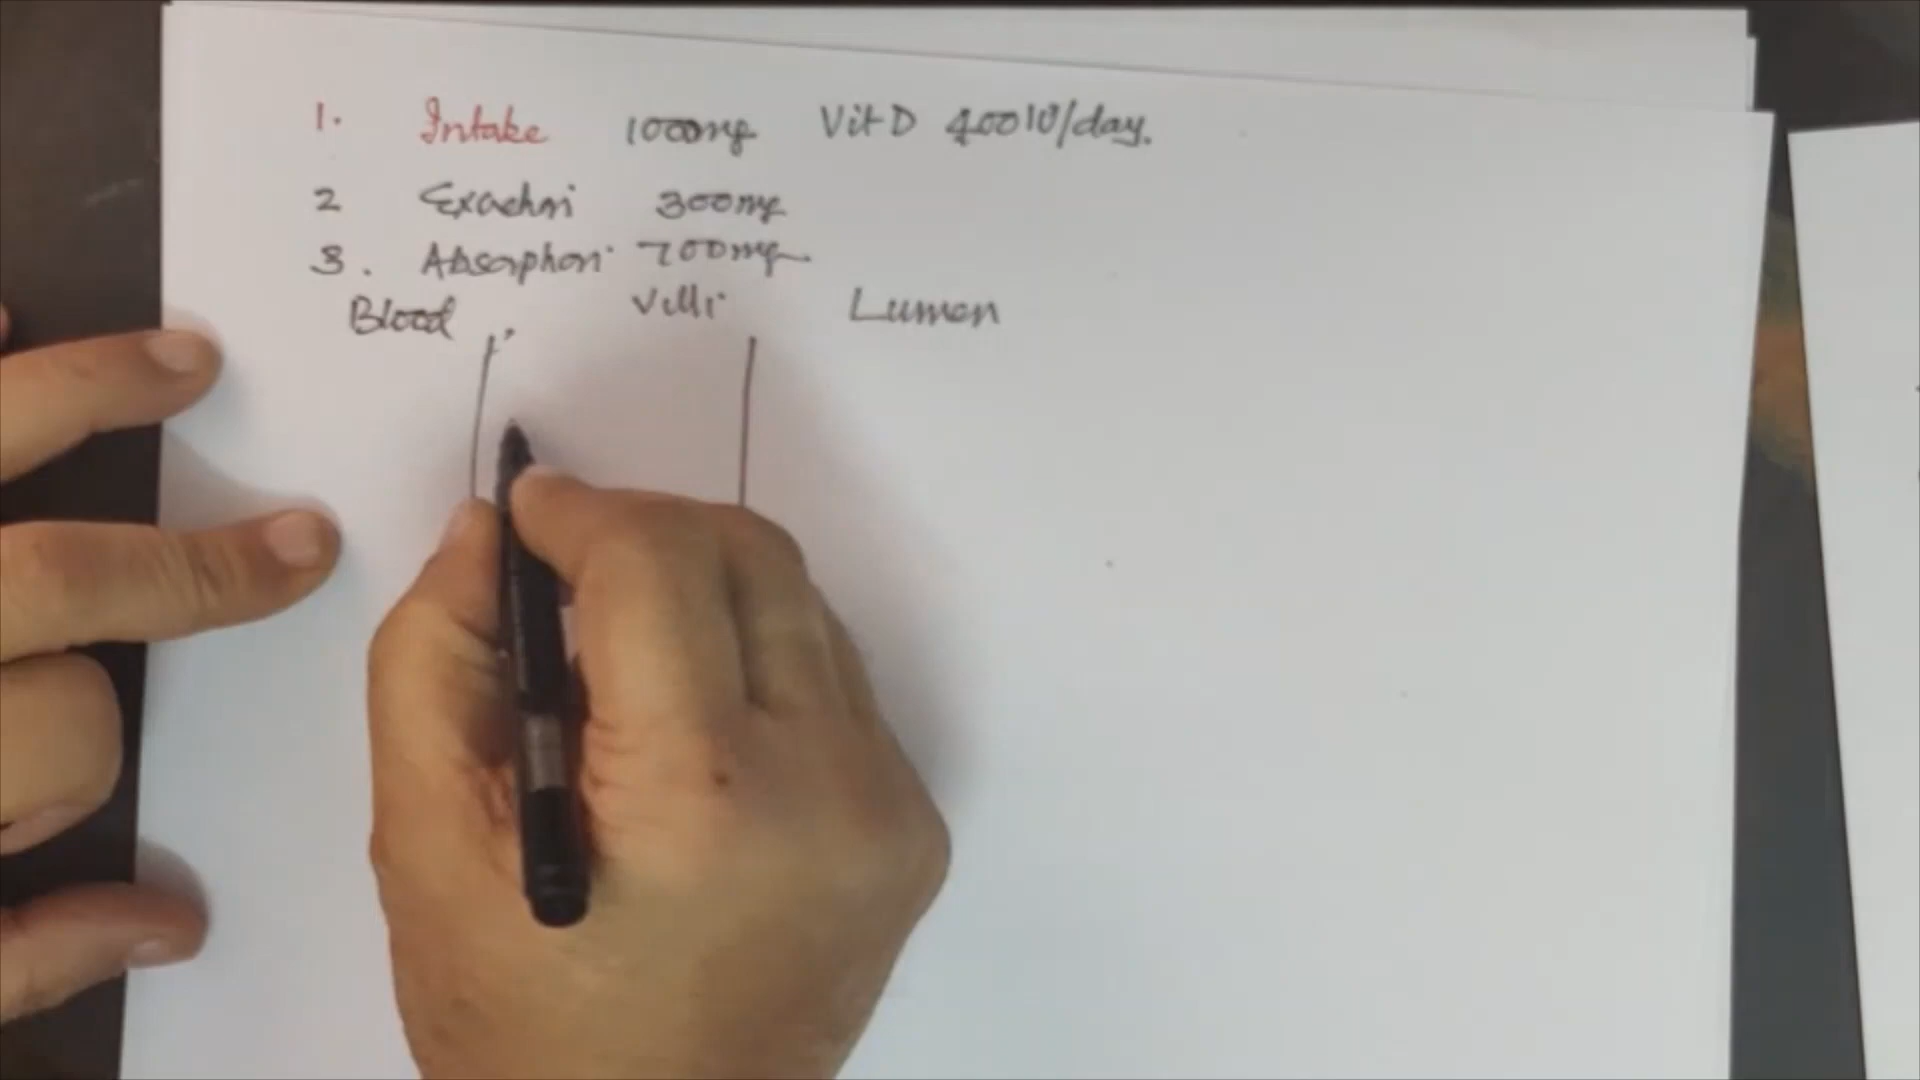 1. Intake 1000mg Vit D 400IU/day.
2 Excretion 300mg
3. Absorption 700mg
Blood Villi Lumen